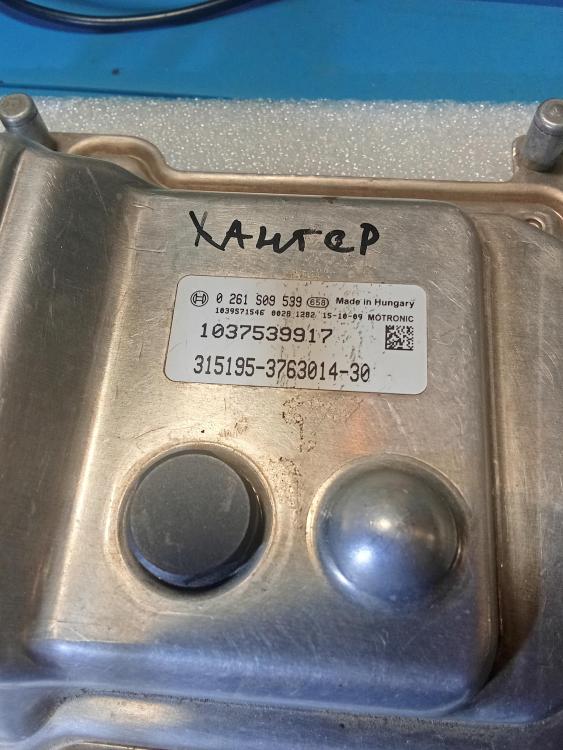 ХАНТЕР
BOSCH 0 261 S09 539 658 Made in Hungary
1039S71546 0028 1282 15-10-09 MOTRONIC
1037539917
315195-3763014-30